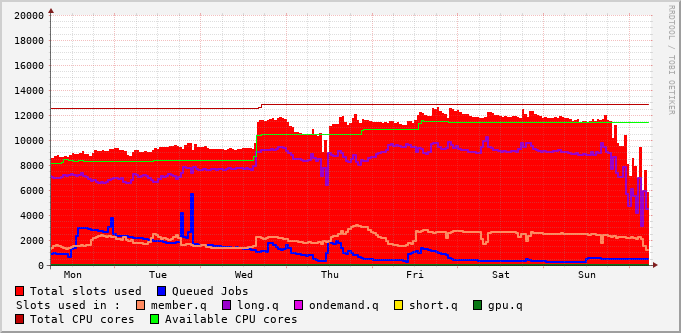 RRDTOOL / TOBI OETIKER
20000
18000
16000
14000
12000
10000
8000
6000
4000
2000
0
Mon Tue Wed Thu Fri Sat Sun
Total slots used Queued Jobs
Slots used in : member.q long.q ondemand.q short.q gpu.q
Total CPU cores Available CPU cores